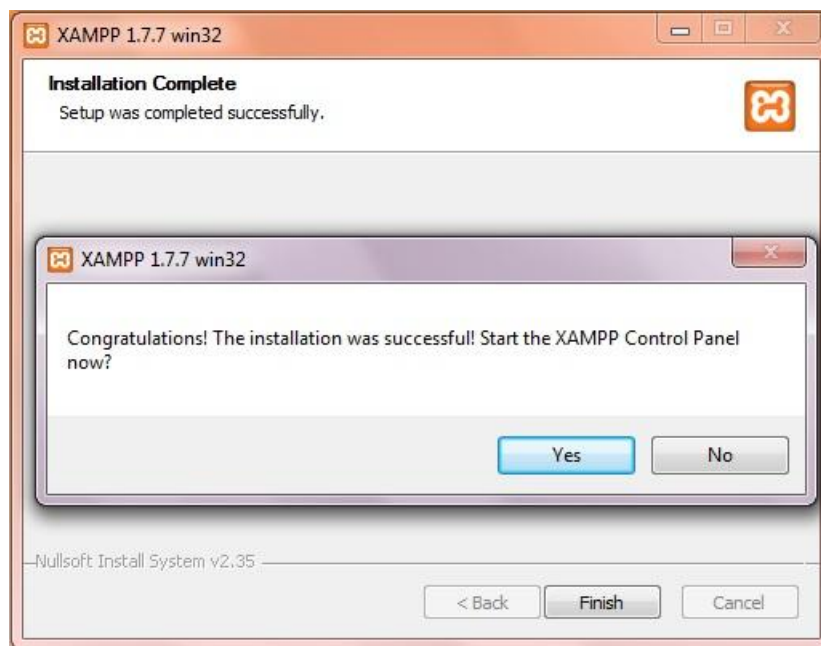 XAMPP 1.7.7 win32
Installation Complete
Setup was completed successfully.
XAMPP 1.7.7 win32
Congratulations! The installation was successful! Start the XAMPP Control Panel
now?
Yes No
Nullsoft Install System v2.35
< Back Finish Cancel